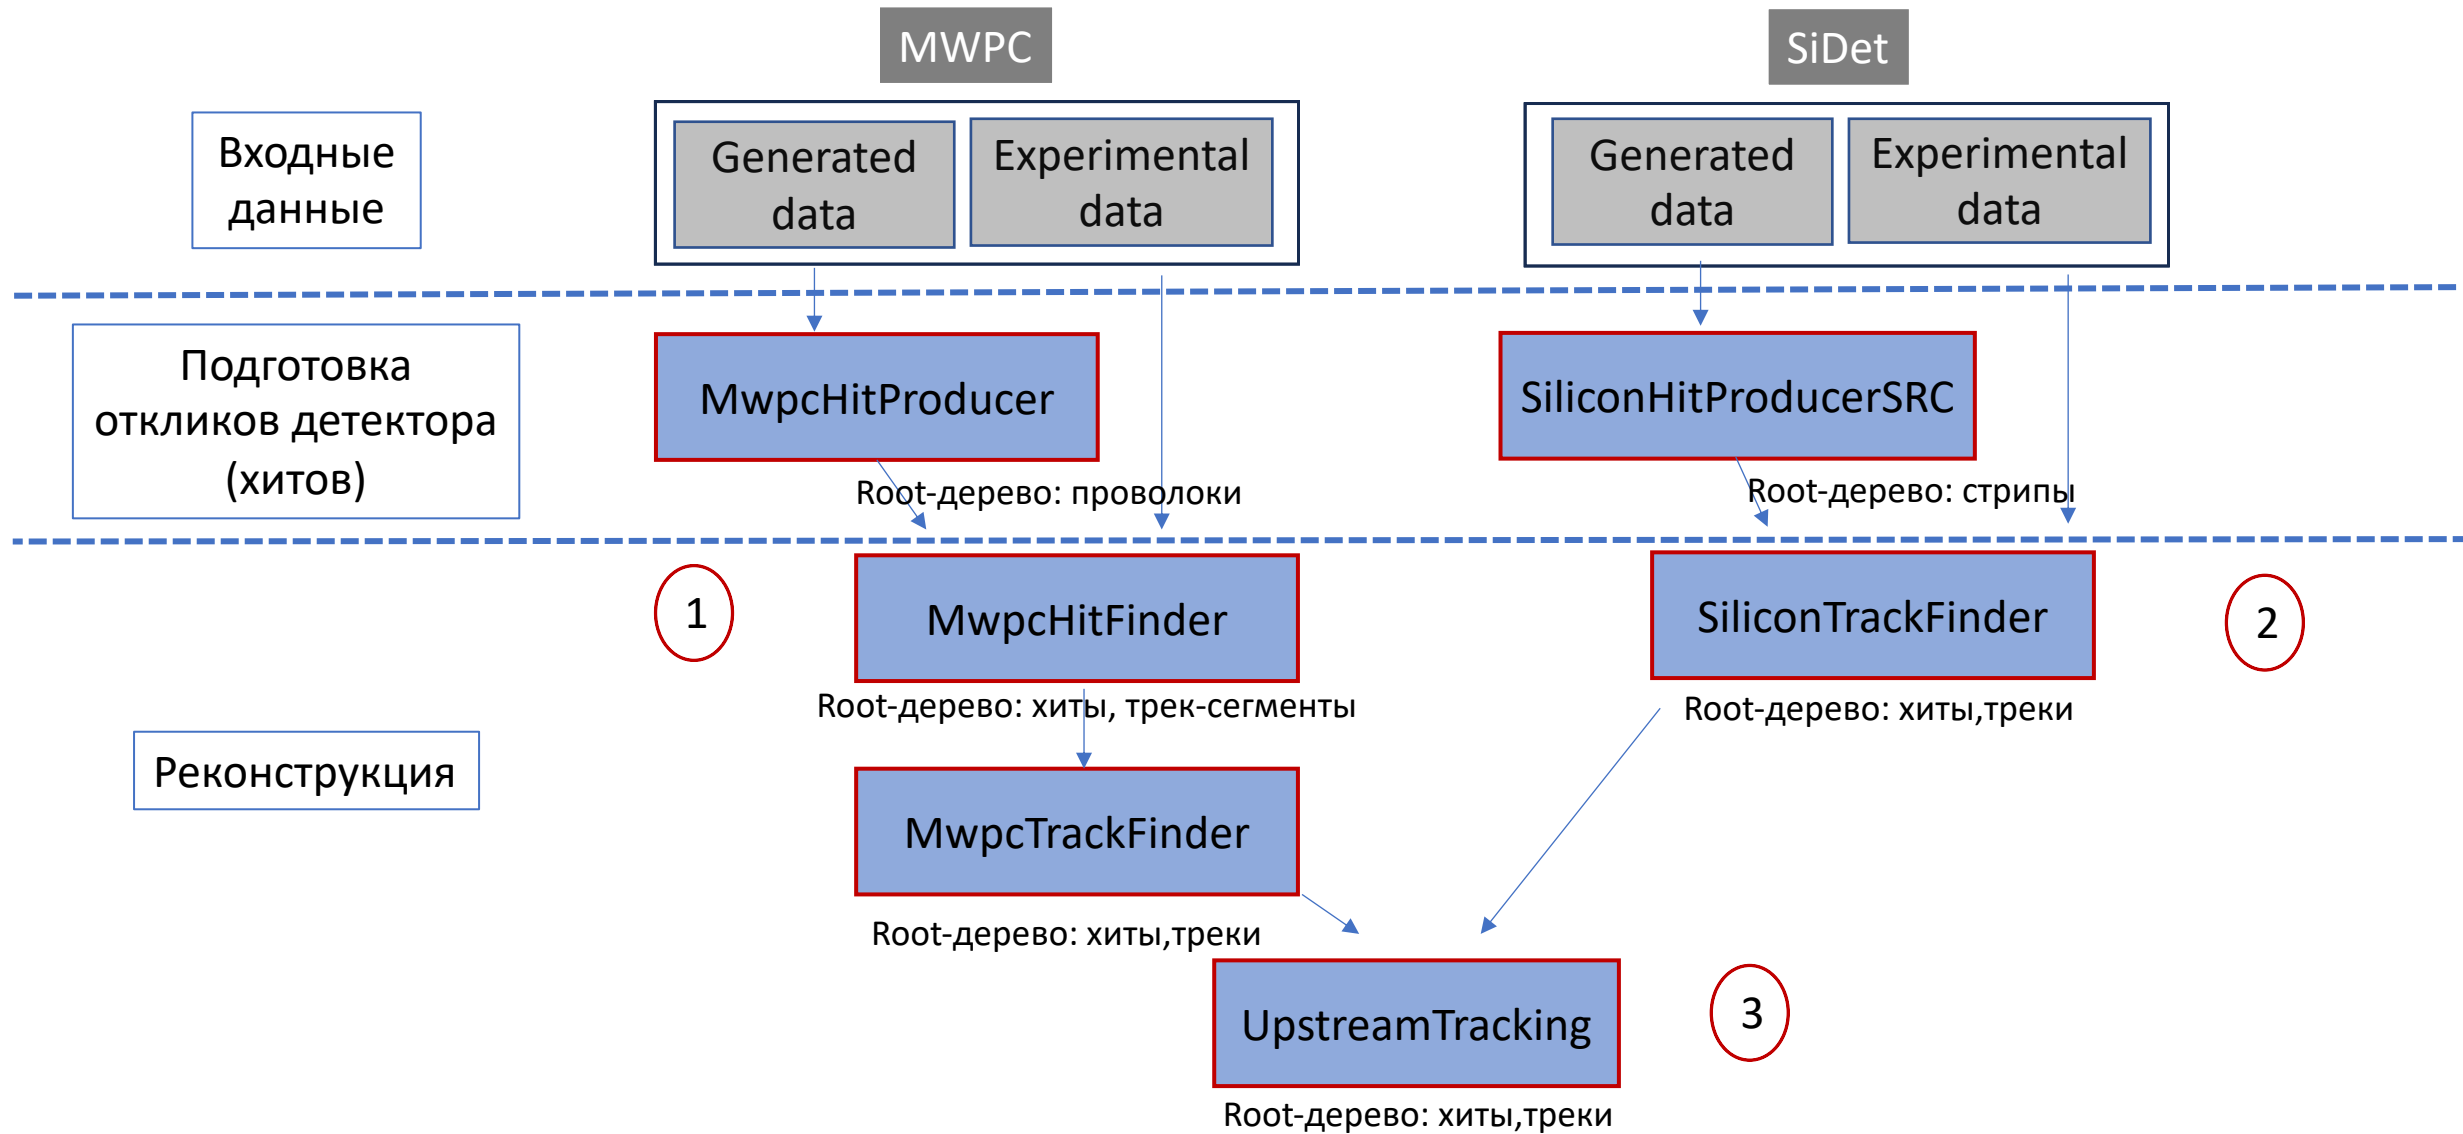 MWPC
SiDet
Входные
данные
Generated
data
Experimental
data
Generated
data
Experimental
data
Подготовка
откликов детектора
(хитов)
MwpcHitProducer
SiliconHitProducerSRC
Root-дерево: проволоки
Root-дерево: стрипы
1
MwpcHitFinder
SiliconTrackFinder
2
Root-дерево: хиты, трек-сегменты
Root-дерево: хиты,треки
Реконструкция
MwpcTrackFinder
Root-дерево: хиты,треки
UpstreamTracking
3
Root-дерево: хиты,треки